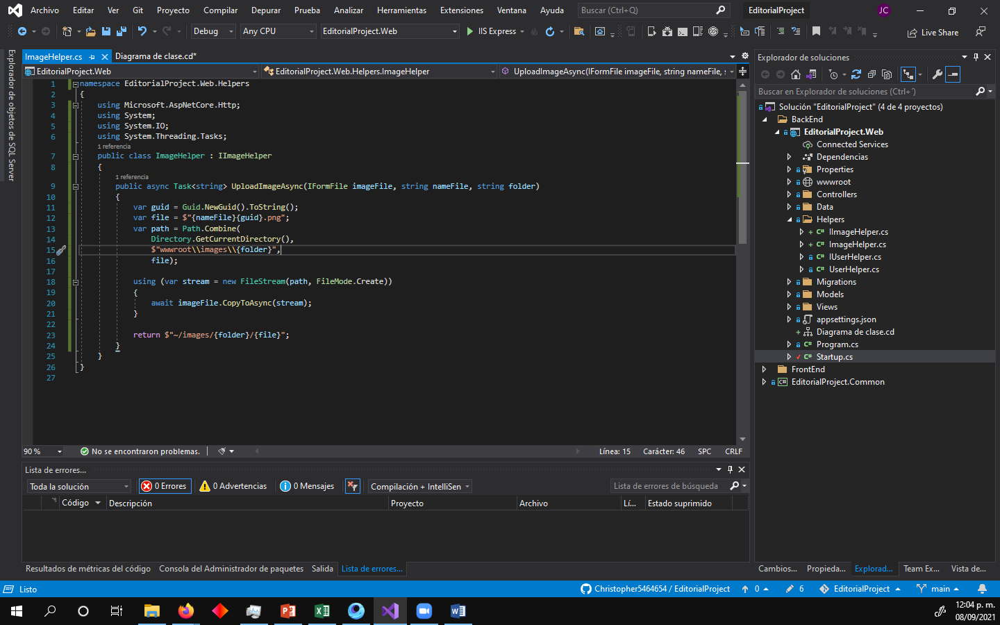 Archivo Editar Ver Git Proyecto Compilar Depurar Prueba Analizar Herramientas Extensiones Ventana Ayuda Buscar (Ctrl+Q) EditorialProject JC
Debug Any CPU EditorialProject.Web IIS Express Live Share
Explorador de objetos de SQL Server
ImageHelper.cs Diagrama de clase.cd*
EditorialProject.Web EditorialProject.Web.Helpers.ImageHelper UploadImageAsync(IFormFile imageFile, string nameFile, s
1 namespace EditorialProject.Web.Helpers
2 {
3 using Microsoft.AspNetCore.Http;
4 using System;
5 using System.IO;
6 using System.Threading.Tasks;
1 referencia
7 public class ImageHelper : IImageHelper
8 {
1 referencia
9 public async Task<string> UploadImageAsync(IFormFile imageFile, string nameFile, string folder)
10 {
11 var guid = Guid.NewGuid().ToString();
12 var file = $"{nameFile}{guid}.png";
13 var path = Path.Combine(
14 Directory.GetCurrentDirectory(),
15 $"wwwroot\\images\\{folder}",
16 file);
17
18 using (var stream = new FileStream(path, FileMode.Create))
19 {
20 await imageFile.CopyToAsync(stream);
21 }
22
23 return $"~/images/{folder}/{file}";
24 }
25 }
26 }
27
90 % No se encontraron problemas. Línea: 15 Carácter: 46 SPC CRLF
Lista de errores...
Toda la solución 0 Errores 0 Advertencias 0 Mensajes Compilación + IntelliSen Lista de errores de búsqueda
Código Descripción Proyecto Archivo Lí... Estado suprimido
Resultados de métricas del código Consola del Administrador de paquetes Salida Lista de errores...
Explorador de soluciones
Buscar en Explorador de soluciones (Ctrl+´)
Solución "EditorialProject" (4 de 4 proyectos)
BackEnd
EditorialProject.Web
Connected Services
Dependencias
Properties
wwwroot
Controllers
Data
Helpers
C# IImageHelper.cs
C# ImageHelper.cs
C# IUserHelper.cs
C# UserHelper.cs
Migrations
Models
Views
appsettings.json
Diagrama de clase.cd
C# Program.cs
C# Startup.cs
FrontEnd
C# EditorialProject.Common
Cambios... Propieda... Explorad... Team Ex... Vista de...
Listo Christopher5464654 / EditorialProject 0 6 EditorialProject main
12:04 p. m.
08/09/2021